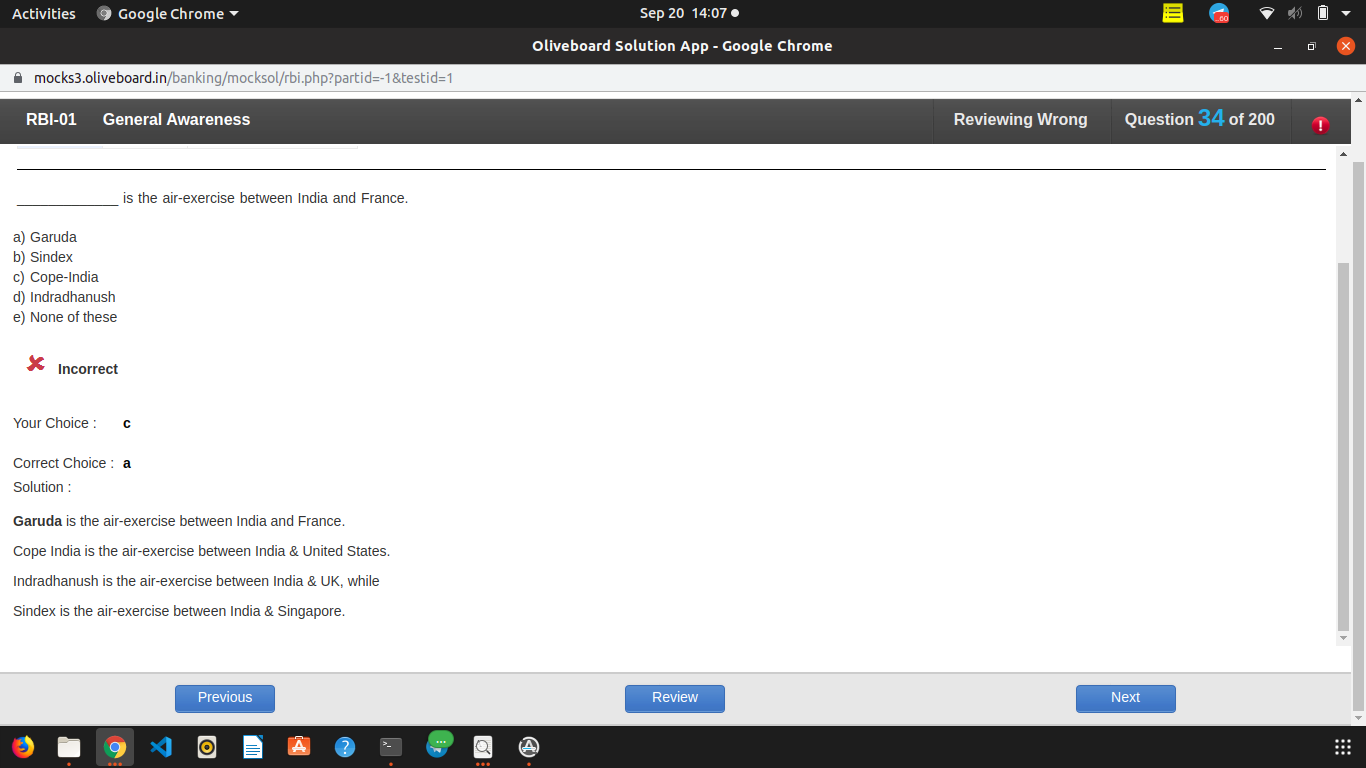 Activities Google Chrome Sep 20 14:07
Oliveboard Solution App - Google Chrome
mocks3.oliveboard.in/banking/mocksol/rbi.php?partid=-1&testid=1
RBI-01 General Awareness Reviewing Wrong Question 34 of 200
_____________ is the air-exercise between India and France.
a) Garuda
b) Sindex
c) Cope-India
d) Indradhanush
e) None of these
Incorrect
Your Choice : c
Correct Choice : a
Solution :
Garuda is the air-exercise between India and France.
Cope India is the air-exercise between India & United States.
Indradhanush is the air-exercise between India & UK, while
Sindex is the air-exercise between India & Singapore.
Previous Review Next